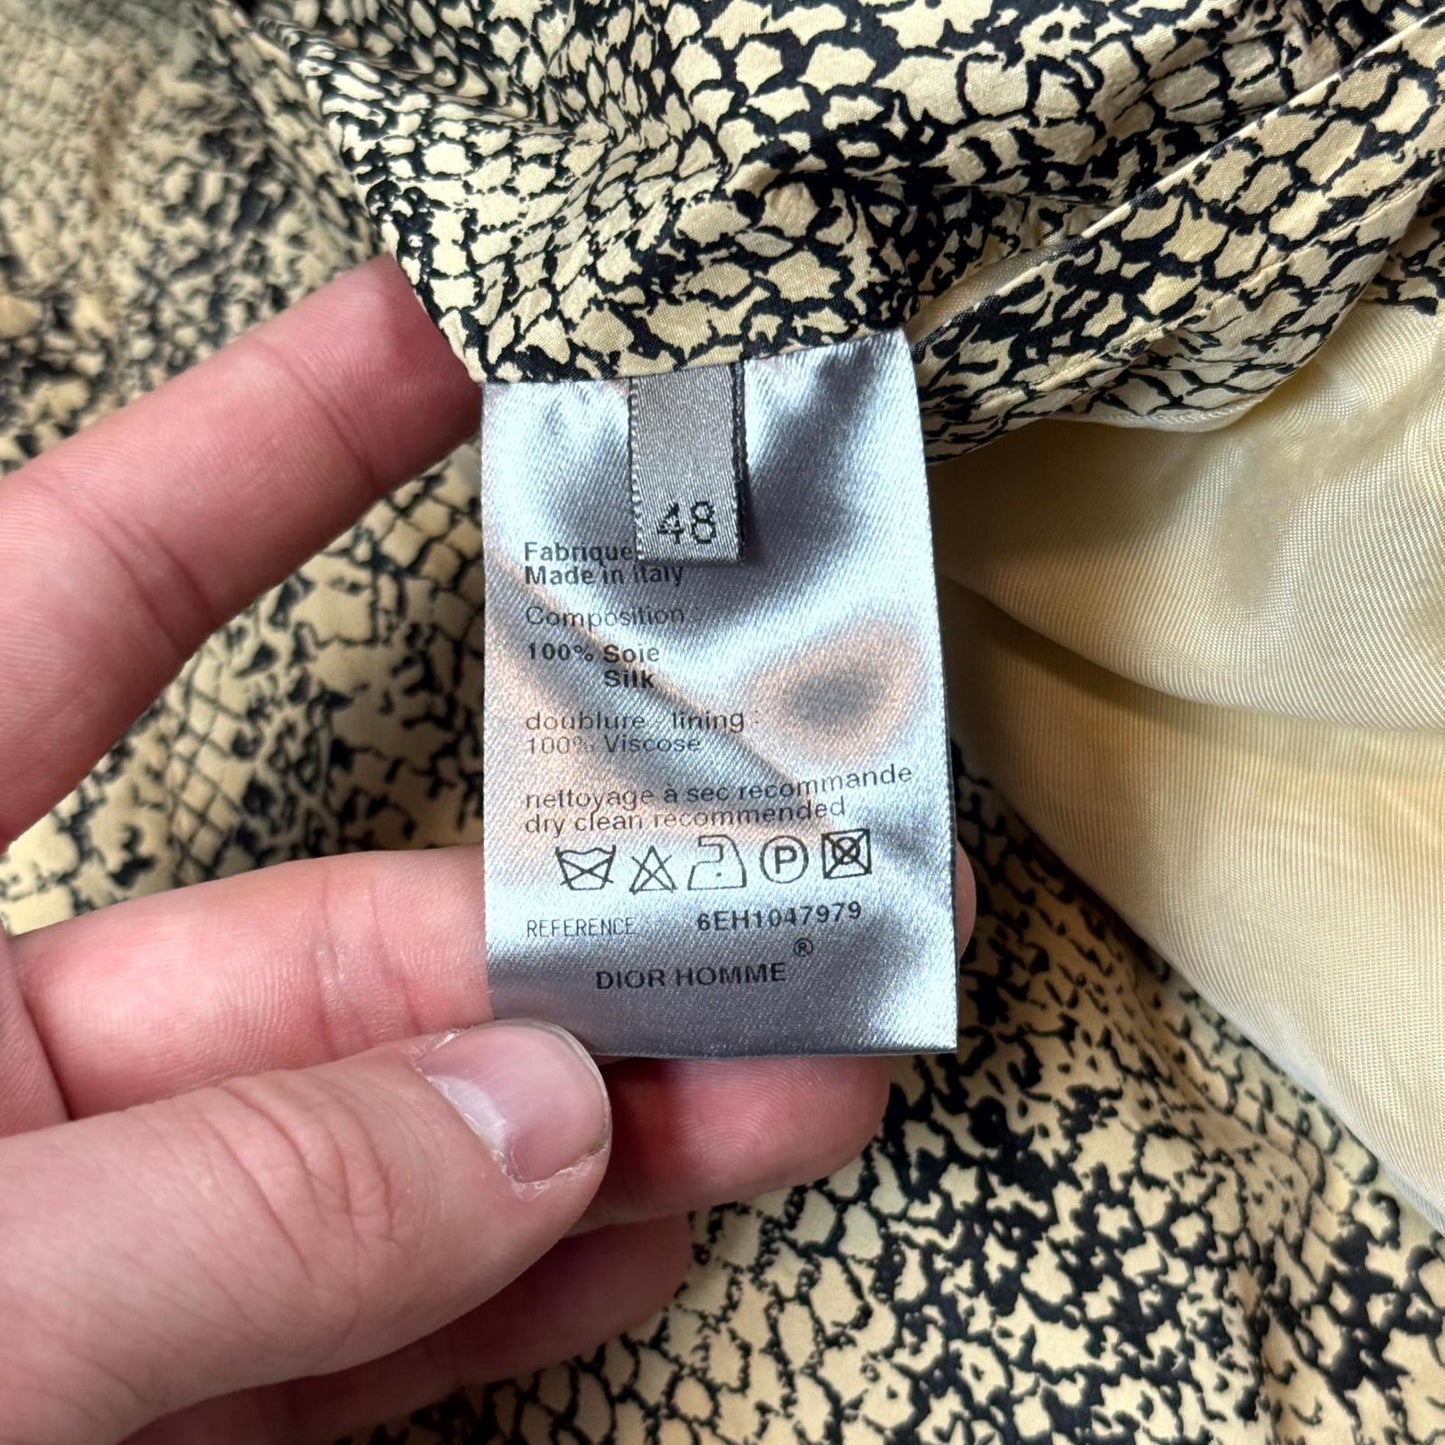 48
Fabriqué
Made in Italy
Composition
100% Soie
Silk
doublure , lining :
100% Viscose
nettoyage à sec recommande
dry clean recommended
P
REFERENCE 6EH1047979
DIOR HOMME ®